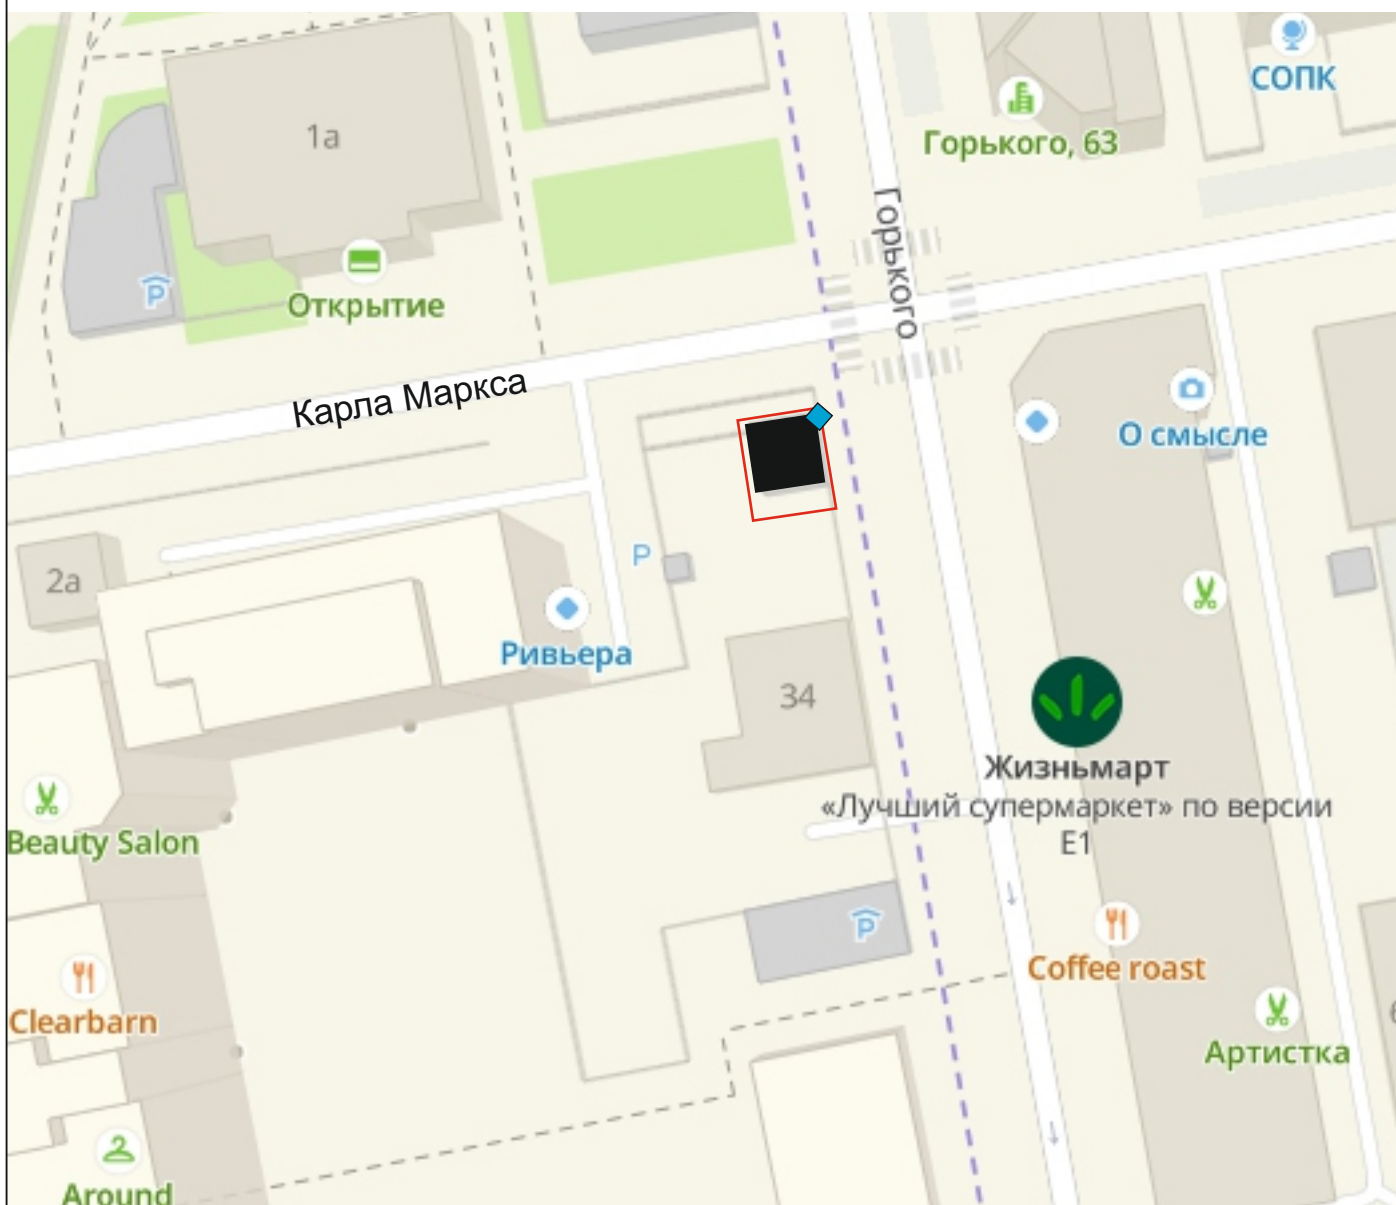 СОПК
1а
Горького, 63
Горького
Открытие
Карла Маркса
О смысле
P
2а
Ривьера
34
Жизньмарт
«Лучший супермаркет» по версии
Е1
Beauty Salon
P
Coffee roast
Clearbarn
Артистка
P
Around